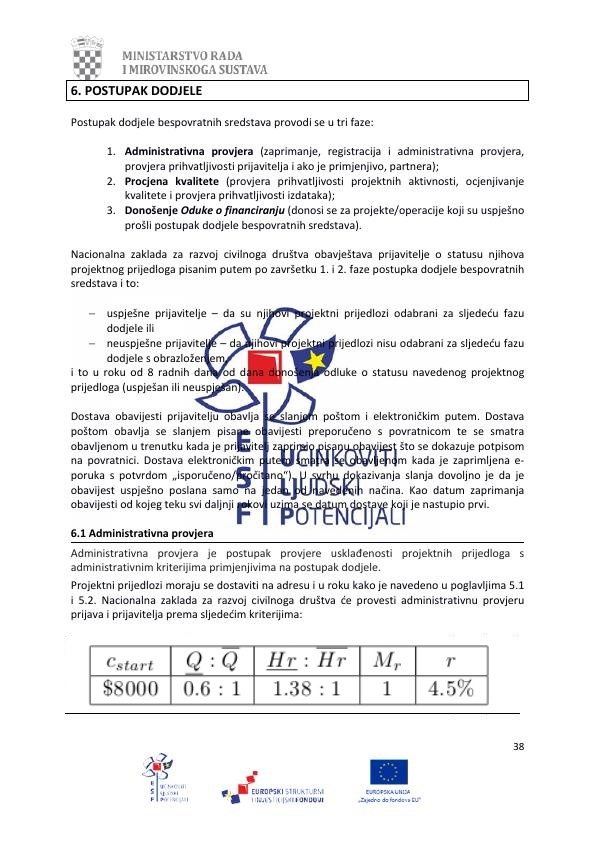 MINISTARSTVO RADA
I MIROVINSKOGA SUSTAVA
6. POSTUPAK DODJELE
Postupak dodjele bespovratnih sredstava provodi se u tri faze:
1. Administrativna provjera (zaprimanje, registracija i administrativna provjera,
provjera prihvatljivosti prijavitelja i ako je primjenjivo, partnera);
2. Procjena kvalitete (provjera prihvatljivosti projektnih aktivnosti, ocjenjivanje
kvalitete i provjera prihvatljivosti izdataka);
3. Donošenje Oduke o financiranju (donosi se za projekte/operacije koji su uspješno
prošli postupak dodjele bespovratnih sredstava).
Nacionalna zaklada za razvoj civilnoga društva obavještava prijavitelje o statusu njihova
projektnog prijedloga pisanim putem po završetku 1. i 2. faze postupka dodjele bespovratnih
sredstava i to:
– uspješne prijavitelje – da su njihovi projektni prijedlozi odabrani za sljedeću fazu
dodjele ili
– neuspješne prijavitelje – da njihovi projektni prijedlozi nisu odabrani za sljedeću fazu
dodjele s obrazloženjem,
i to u roku od 8 radnih dana od dana donošenja odluke o statusu navedenog projektnog
prijedloga (uspješan ili neuspješan).
Dostava obavijesti prijavitelju obavlja se slanjem poštom i elektroničkim putem. Dostava
poštom obavlja se slanjem pisane obavijesti preporučeno s povratnicom te se smatra
obavljenom u trenutku kada je prijavitelj zaprimio pisanu obavijest što se dokazuje potpisom
na povratnici. Dostava elektroničkim putem smatra se obavljenom kada je zaprimljena e-
poruka s potvrdom „isporučeno/pročitano“). U svrhu dokazivanja slanja dovoljno je da je
obavijest uspješno poslana samo na jedan od navedenih načina. Kao datum zaprimanja
obavijesti od kojeg teku svi daljnji rokovi uzima se datum dostave koji je nastupio prvi.
E S F
UČINKOVITI
LJUDSKI
POTENCIJALI
6.1 Administrativna provjera
Administrativna provjera je postupak provjere usklađenosti projektnih prijedloga s
administrativnim kriterijima primjenjivima na postupak dodjele.
Projektni prijedlozi moraju se dostaviti na adresu i u roku kako je navedeno u poglavljima 5.1
i 5.2. Nacionalna zaklada za razvoj civilnoga društva će provesti administrativnu provjeru
prijava i prijavitelja prema sljedećim kriterijima:
c_start Q : Q Hr : Hr M_r r
$8000 0.6 : 1 1.38 : 1 1 4.5%
38
E S F
UČINKOVITI
LJUDSKI
POTENCIJALI
EUROPSKI STRUKTURNI
I INVESTICIJSKI FONDOVI
EUROPSKA UNIJA
„Zajedno do fondova EU“